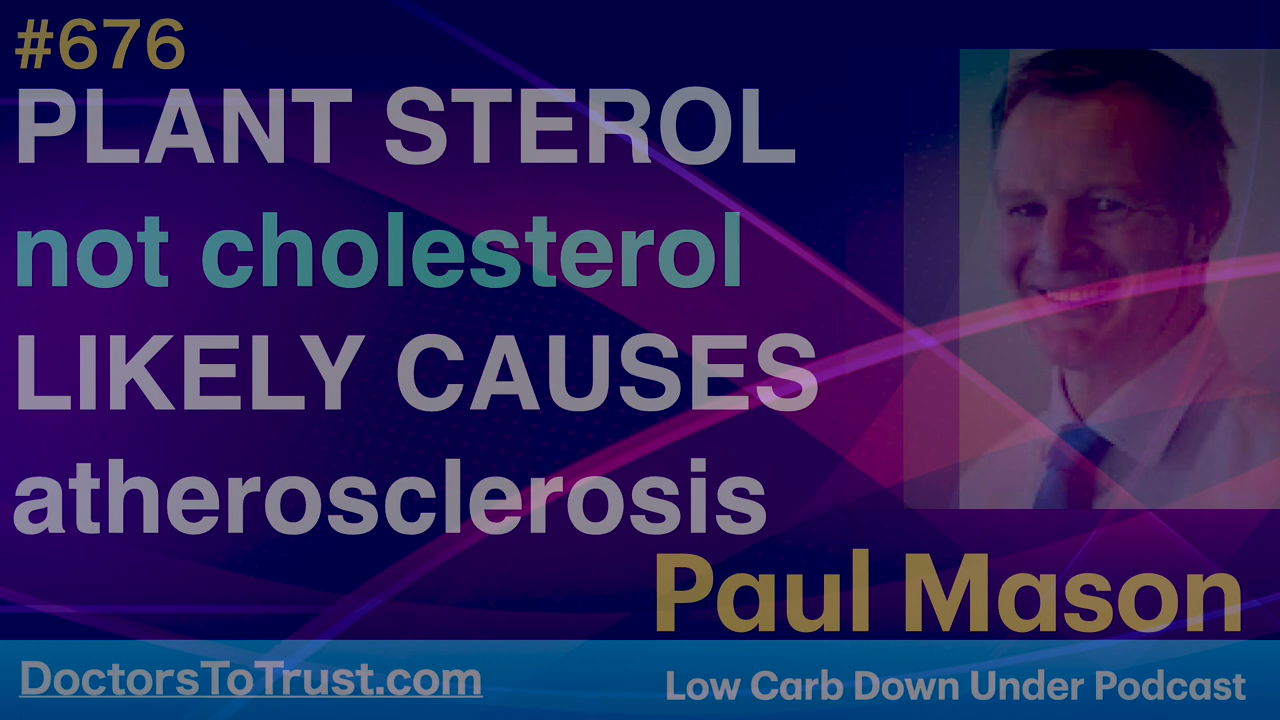 #676
PLANT STEROL
not cholesterol
LIKELY CAUSES
atherosclerosis
Paul Mason
DoctorsToTrust.com
Low Carb Down Under Podcast